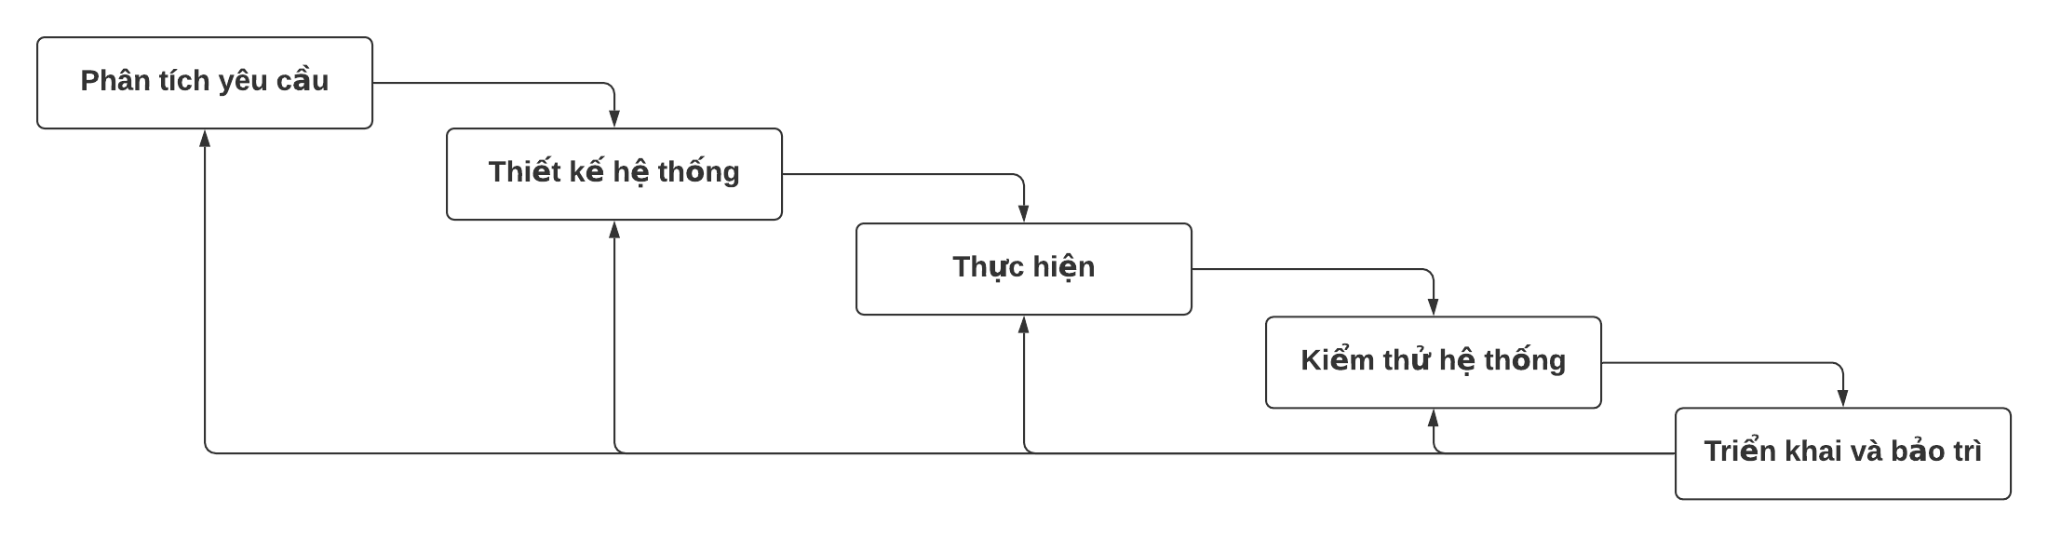 Phân tích yêu cầu
Thiết kế hệ thống
Thực hiện
Kiểm thử hệ thống
Triển khai và bảo trì